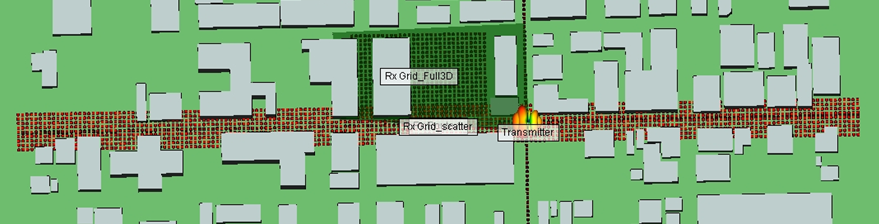 Rx Grid_Full3D
Rx Grid_scatter
Transmitter